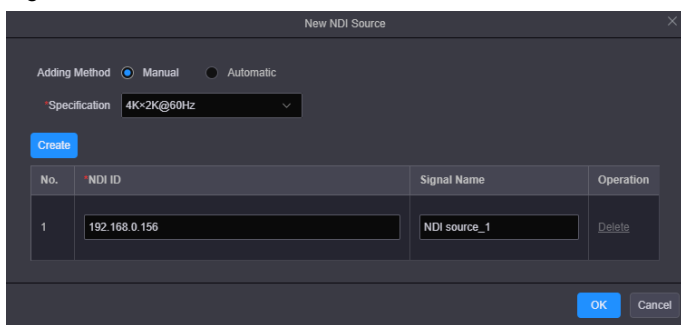 New NDI Source
Adding Method Manual Automatic
*Specification 4K×2K@60Hz
Create
No. *NDI ID Signal Name Operation
1 192.168.0.156 NDI source_1 Delete
OK Cancel